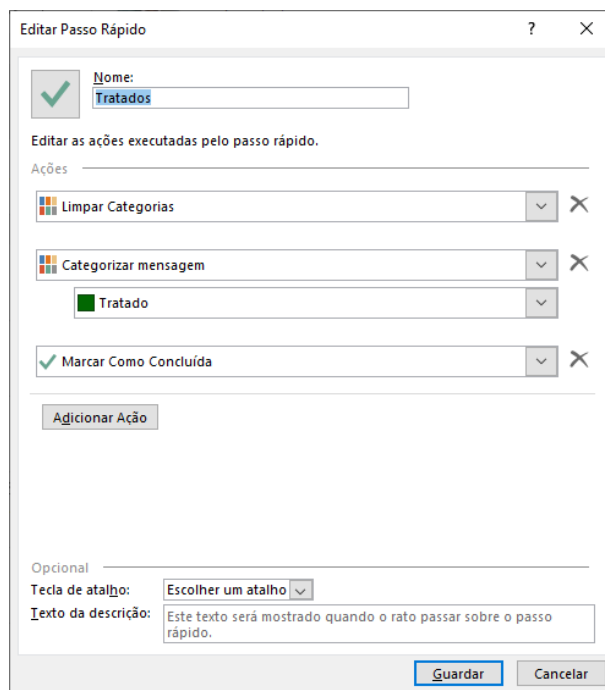 Editar Passo Rápido
?
Nome:
Tratados
Editar as ações executadas pelo passo rápido.
Ações
Limpar Categorias
Categorizar mensagem
Tratado
Marcar Como Concluída
Adicionar Ação
Opcional
Tecla de atalho: Escolher um atalho
Texto da descrição: Este texto será mostrado quando o rato passar sobre o passo
rápido.
Guardar Cancelar